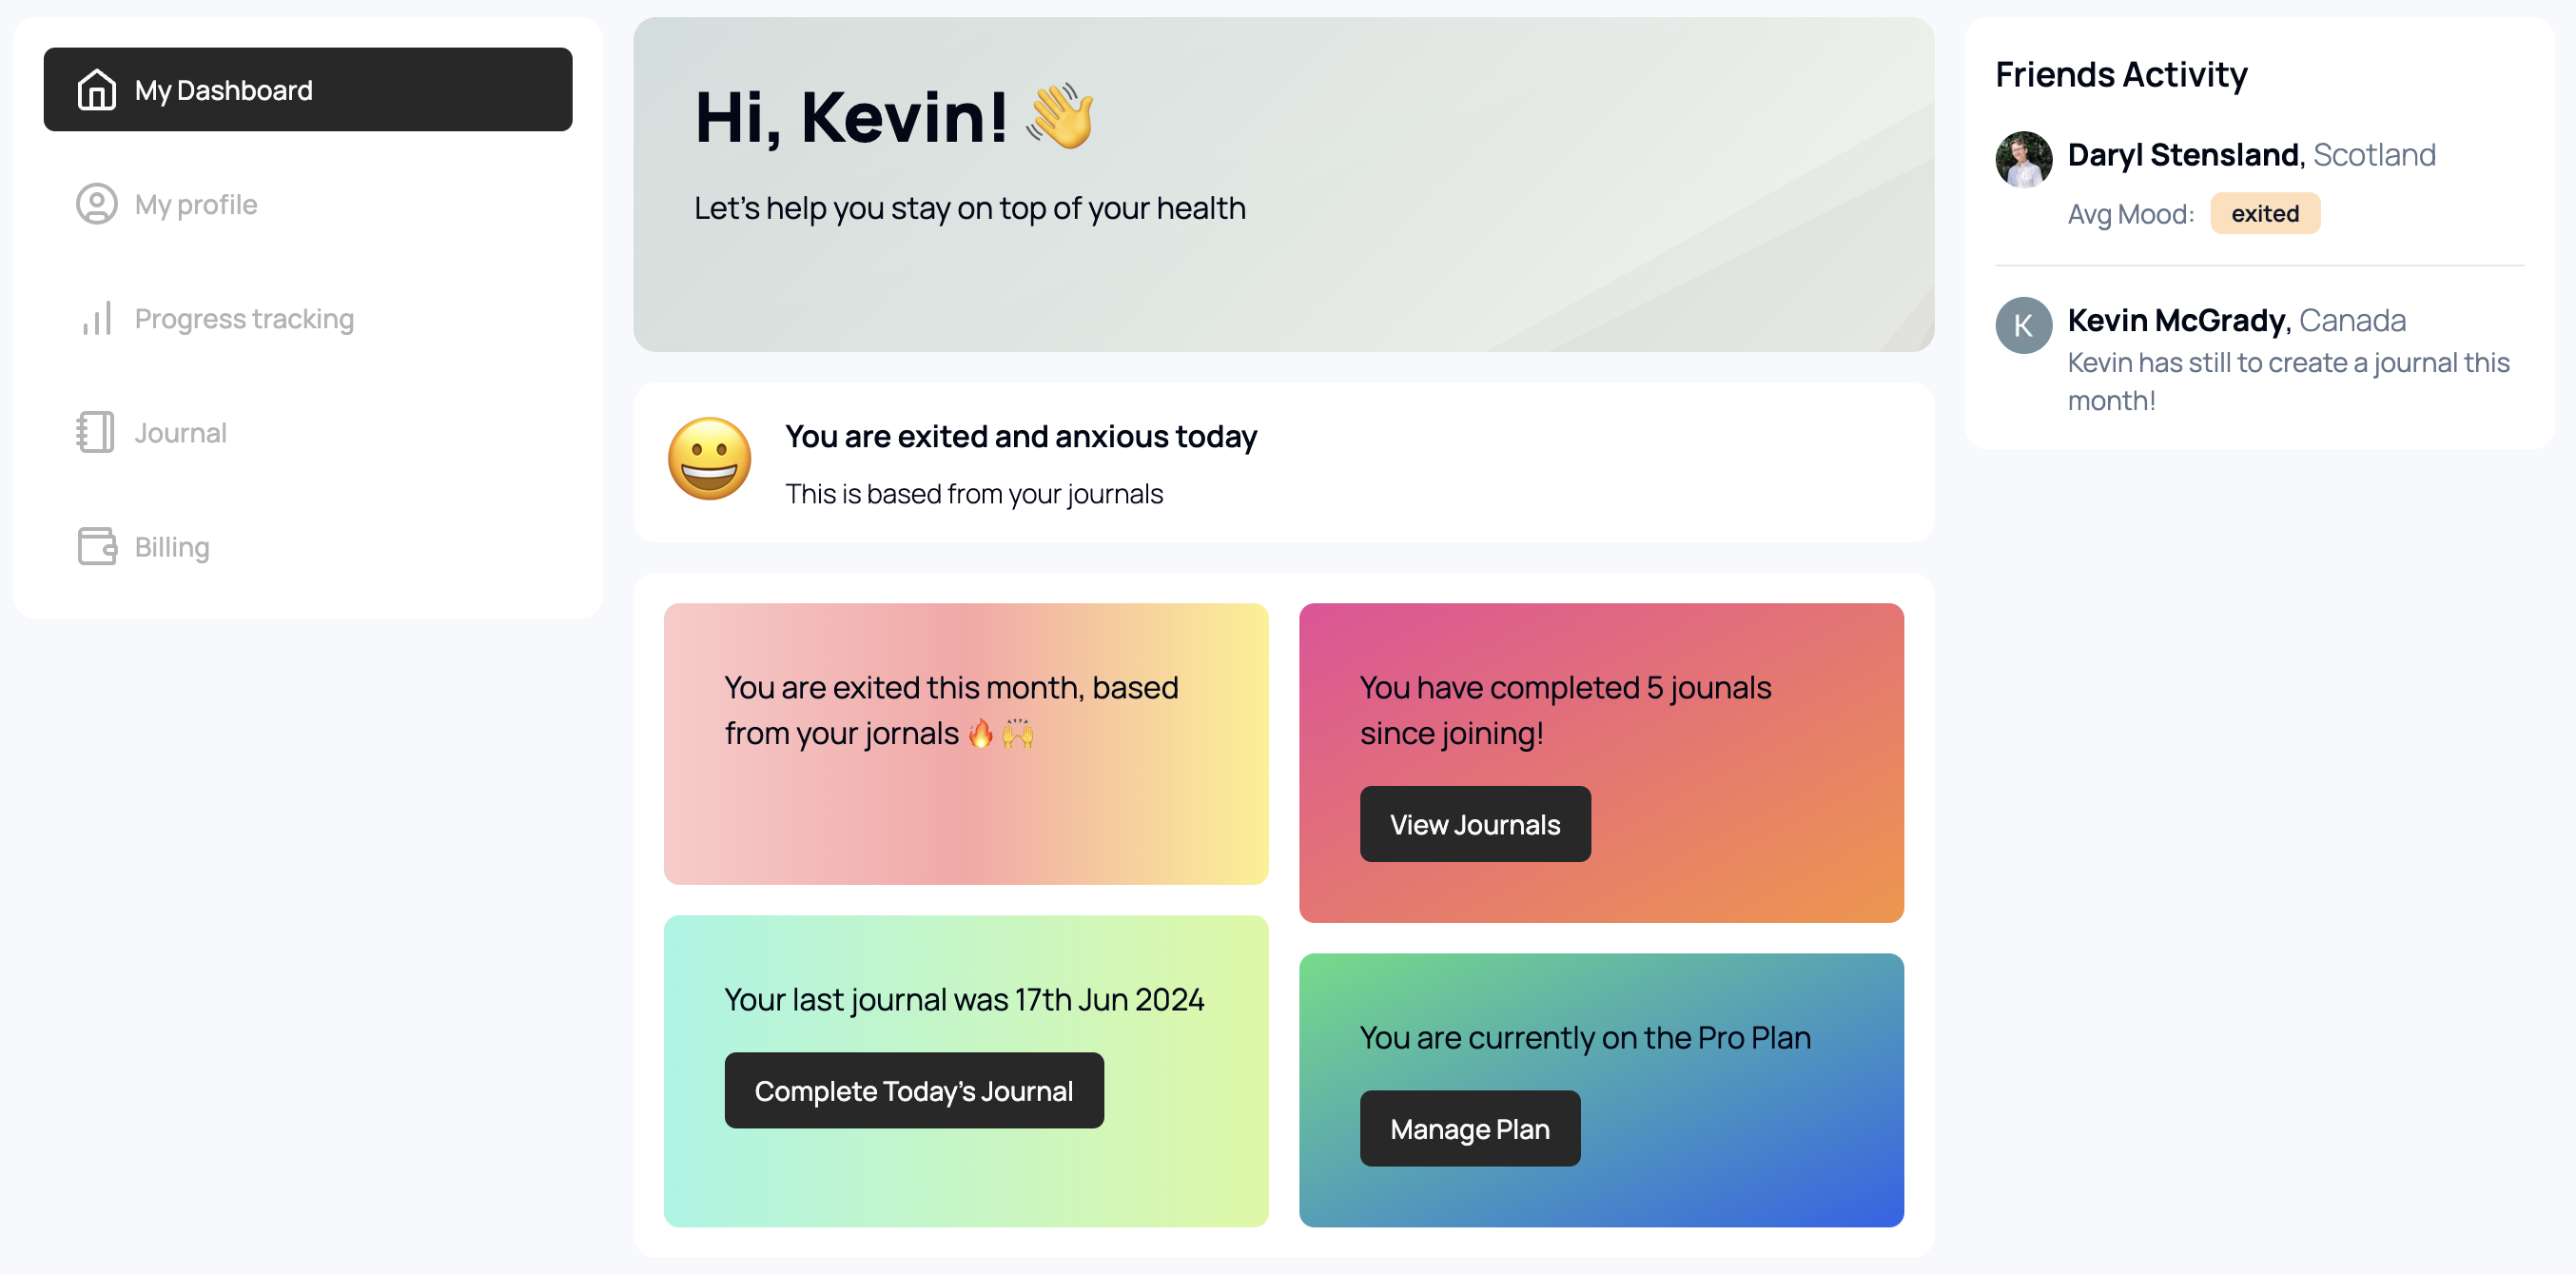 My Dashboard
My profile
Progress tracking
Journal
Billing
Hi, Kevin! 👋
Let's help you stay on top of your health
You are exited and anxious today
This is based from your journals
You are exited this month, based
from your jornals 🔥 🙌
You have completed 5 jounals
since joining!
View Journals
Your last journal was 17th Jun 2024
Complete Today's Journal
You are currently on the Pro Plan
Manage Plan
Friends Activity
Daryl Stensland, Scotland
Avg Mood: exited
K
Kevin McGrady, Canada
Kevin has still to create a journal this
month!